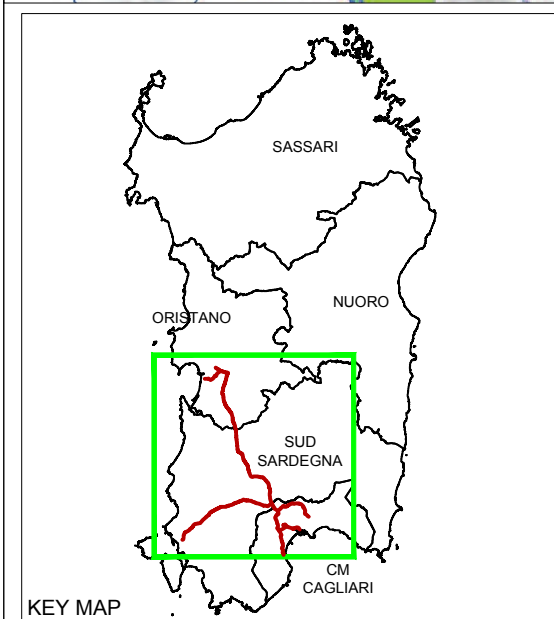 SASSARI
NUORO
ORISTANO
SUD
SARDEGNA
CM
CAGLIARI
KEY MAP